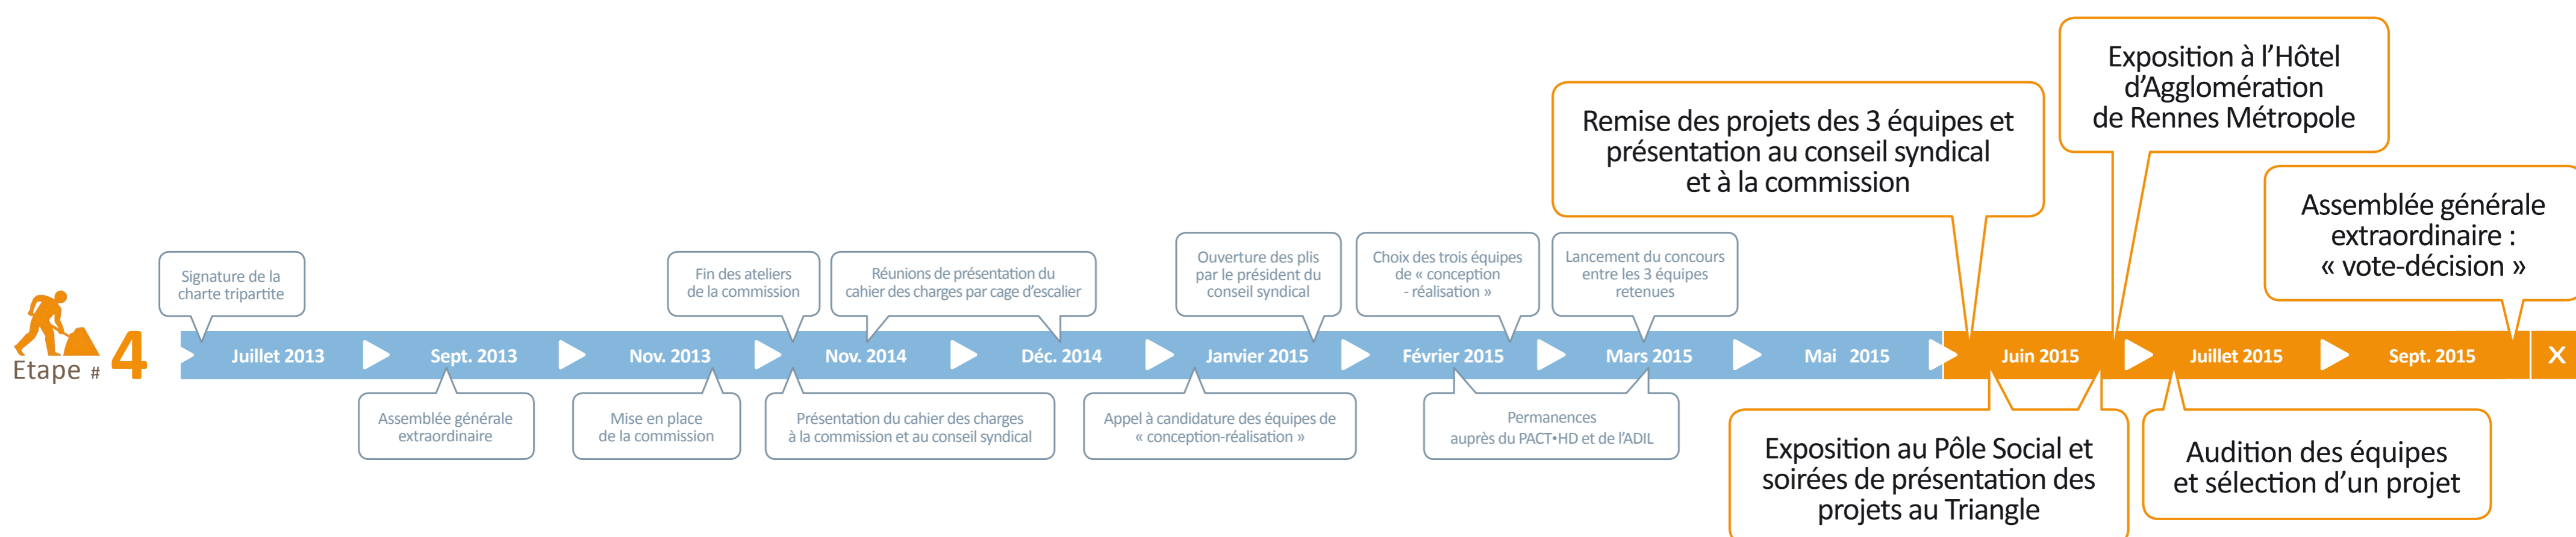 Exposition à l'Hôtel
d'Agglomération
de Rennes Métropole
Remise des projets des 3 équipes et
présentation au conseil syndical
et à la commission
Assemblée générale
extraordinaire :
« vote-décision »
Signature de la
charte tripartite
Fin des ateliers
de la commission
Réunions de présentation du
cahier des charges par cage d'escalier
Ouverture des plis
par le président du
conseil syndical
Choix des trois équipes
de « conception
- réalisation »
Lancement du concours
entre les 3 équipes
retenues
Etape # 4
Juillet 2013
Sept. 2013
Nov. 2013
Nov. 2014
Déc. 2014
Janvier 2015
Février 2015
Mars 2015
Mai 2015
Juin 2015
Juillet 2015
Sept. 2015
X
Assemblée générale
extraordinaire
Mise en place
de la commission
Présentation du cahier des charges
à la commission et au conseil syndical
Appel à candidature des équipes de
« conception-réalisation »
Permanences
auprès du PACT•HD et de l'ADIL
Exposition au Pôle Social et
soirées de présentation des
projets au Triangle
Audition des équipes
et sélection d'un projet